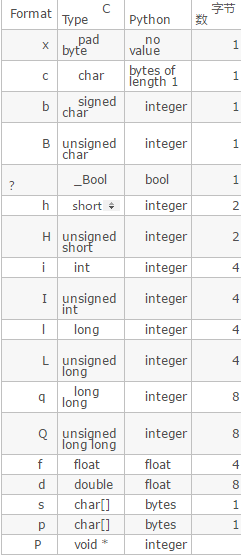 Format C Type Python 字节数
x pad byte no value 1
c char bytes of length 1 1
b signed char integer 1
B unsigned char integer 1
? _Bool bool 1
h short integer 2
H unsigned short integer 2
i int integer 4
I unsigned int integer 4
l long integer 4
L unsigned long integer 4
q long long integer 8
Q unsigned long long integer 8
f float float 4
d double float 8
s char[] bytes 1
p char[] bytes 1
P void * integer